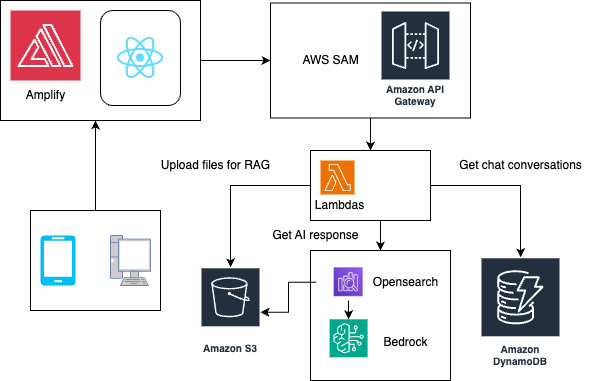 Amplify
AWS SAM
Amazon API
Gateway
Upload files for RAG
Lambdas
Get chat conversations
Get AI response
Opensearch
Bedrock
Amazon S3
Amazon
DynamoDB